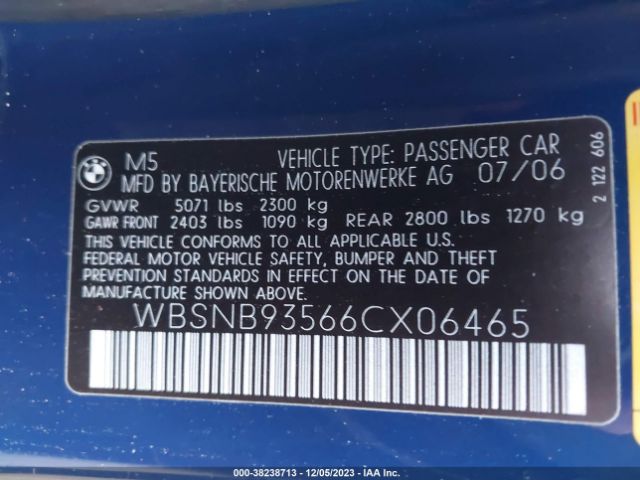 BMW
M5 VEHICLE TYPE: PASSENGER CAR
MFD BY BAYERISCHE MOTORENWERKE AG 07/06
GVWR 5071 lbs 2300 kg
GAWR FRONT 2403 lbs 1090 kg REAR 2800 lbs 1270 kg
THIS VEHICLE CONFORMS TO ALL APPLICABLE U.S.
FEDERAL MOTOR VEHICLE SAFETY, BUMPER AND THEFT
PREVENTION STANDARDS IN EFFECT ON THE DATE OF
MANUFACTURE SHOWN ABOVE:
WBSNB93566CX06465
2 122 606
© 38238713 - 12/05/2023 - IAA Inc.